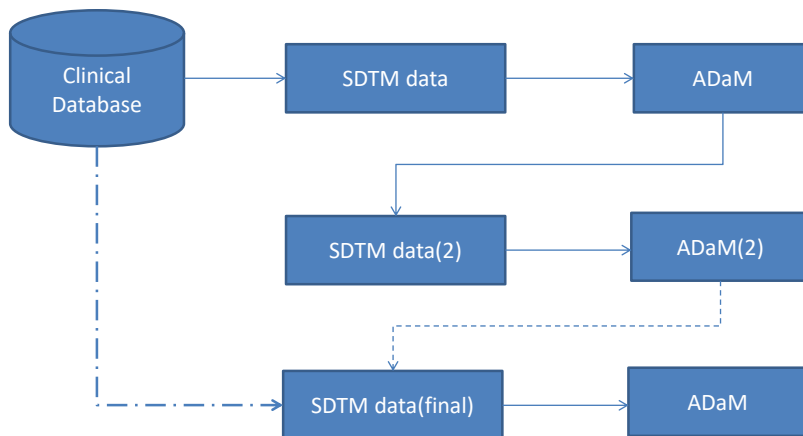 Clinical
Database
SDTM data
ADaM
SDTM data(2)
ADaM(2)
SDTM data(final)
ADaM